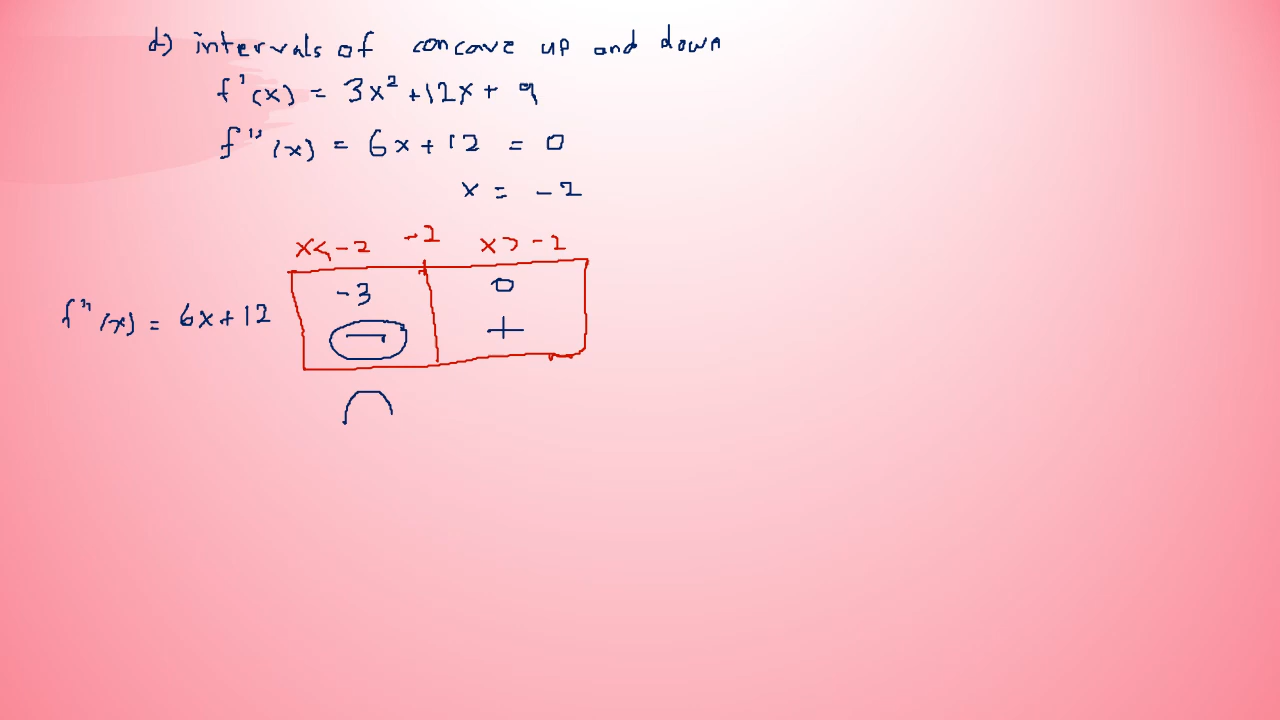 d) intervals of concave up and down
f'(x) = 3x² + 12x + 9
f''(x) = 6x + 12 = 0
x = -2
x < -2 -2 x > -2
-3 0
f''(x) = 6x + 12
- +